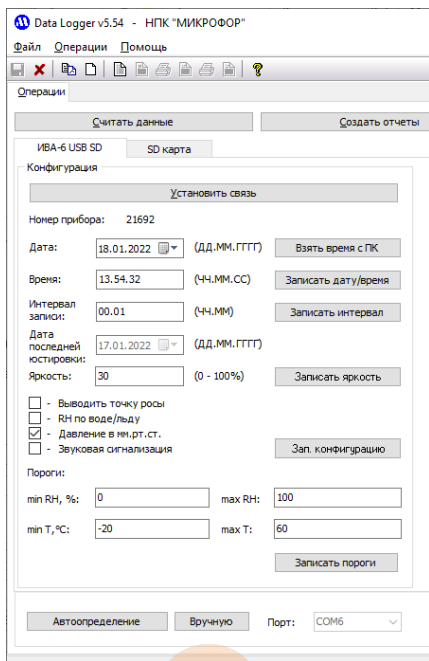 Data Logger v5.54 - НПК "МИКРОФОР"
Файл Операции Помощь
Операции
Считать данные Создать отчеты
ИВА-6 USB SD SD карта
Конфигурация
Установить связь
Номер прибора: 21692
Дата: 18.01.2022 (ДД.ММ.ГГГГ) Взять время с ПК
Время: 13.54.32 (ЧЧ.ММ.СС) Записать дату/время
Интервал записи: 00.01 (ЧЧ.ММ) Записать интервал
Дата последней юстировки: 17.01.2022 (ДД.ММ.ГГГГ)
Яркость: 30 (0 - 100%) Записать яркость
- Выводить точку росы
- RH по воде/льду
- Давление в мм.рт.ст.
- Звуковая сигнализация Зап. конфигурацию
Пороги:
min RH, %: 0 max RH: 100
min T,°C: -20 max T: 60
Записать пороги
Автоопределение Вручную Порт: COM6